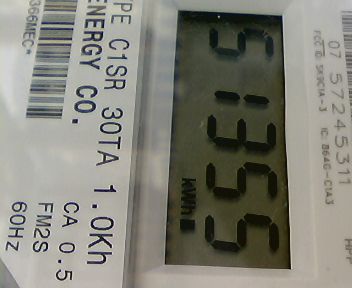 07 57245311
FCC ID: SK9C1A-3 IC: 864G-C1A3
51355
kWh
PE C1SR 30TA 1.0Kh
ENERGY CO.
CA 0.5
FM2S
60HZ
366MEC*